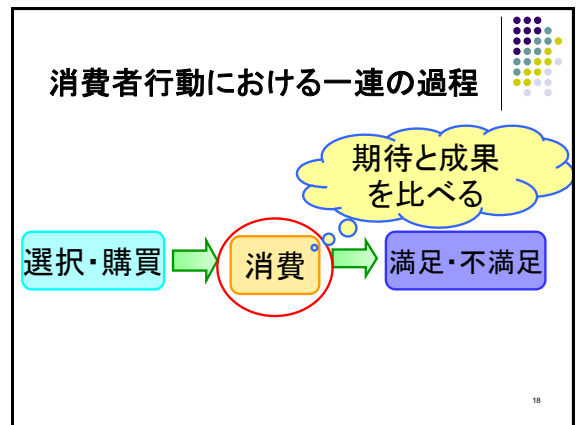 消費者行動における一連の過程
期待と成果
を比べる
選択・購買
消費
満足・不満足
18